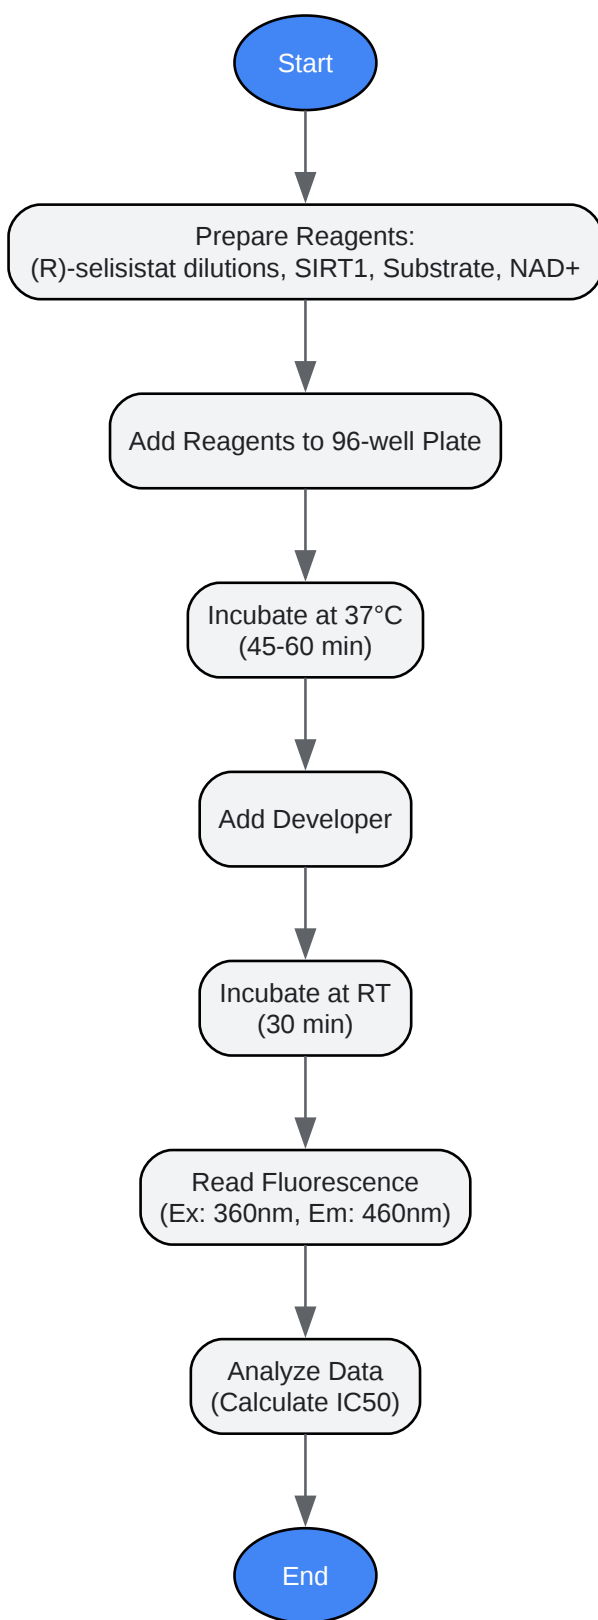 Start
Prepare Reagents:
(R)-selisistat dilutions, SIRT1, Substrate, NAD+
Add Reagents to 96-well Plate
Incubate at 37°C
(45-60 min)
Add Developer
Incubate at RT
(30 min)
Read Fluorescence
(Ex: 360nm, Em: 460nm)
Analyze Data
(Calculate IC50)
End